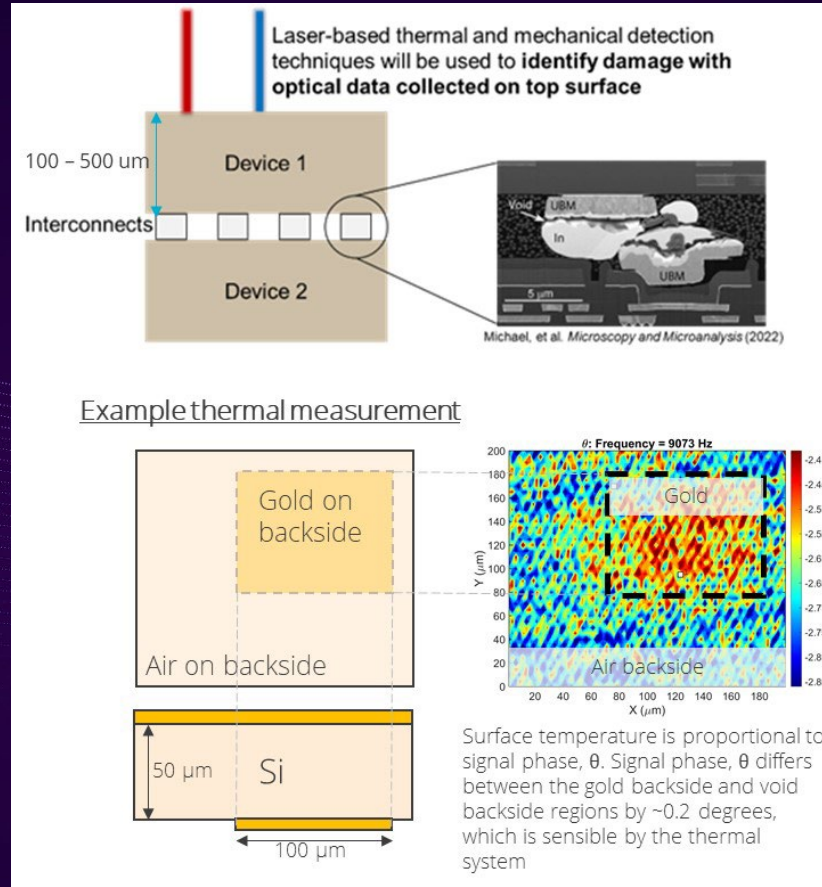 Laser-based thermal and mechanical detection
techniques will be used to identify damage with
optical data collected on top surface
100 – 500 um
Device 1
Interconnects
Device 2
Void
UBM
In
UBM
5 μm
Michael, et al. Microscopy and Microanalysis (2022)
Example thermal measurement
Gold on
backside
Air on backside
50 μm
Si
100 μm
θ: Frequency = 9073 Hz
200
180
160
140
120
100
80
60
40
20
0
Y (μm)
Gold
Air backside
20 40 60 80 100 120 140 160 180
X (μm)
-2.4
-2.5
-2.5
-2.6
-2.6
-2.7
-2.7
-2.8
-2.8
Surface temperature is proportional to
signal phase, θ. Signal phase, θ differs
between the gold backside and void
backside regions by ~0.2 degrees,
which is sensible by the thermal
system